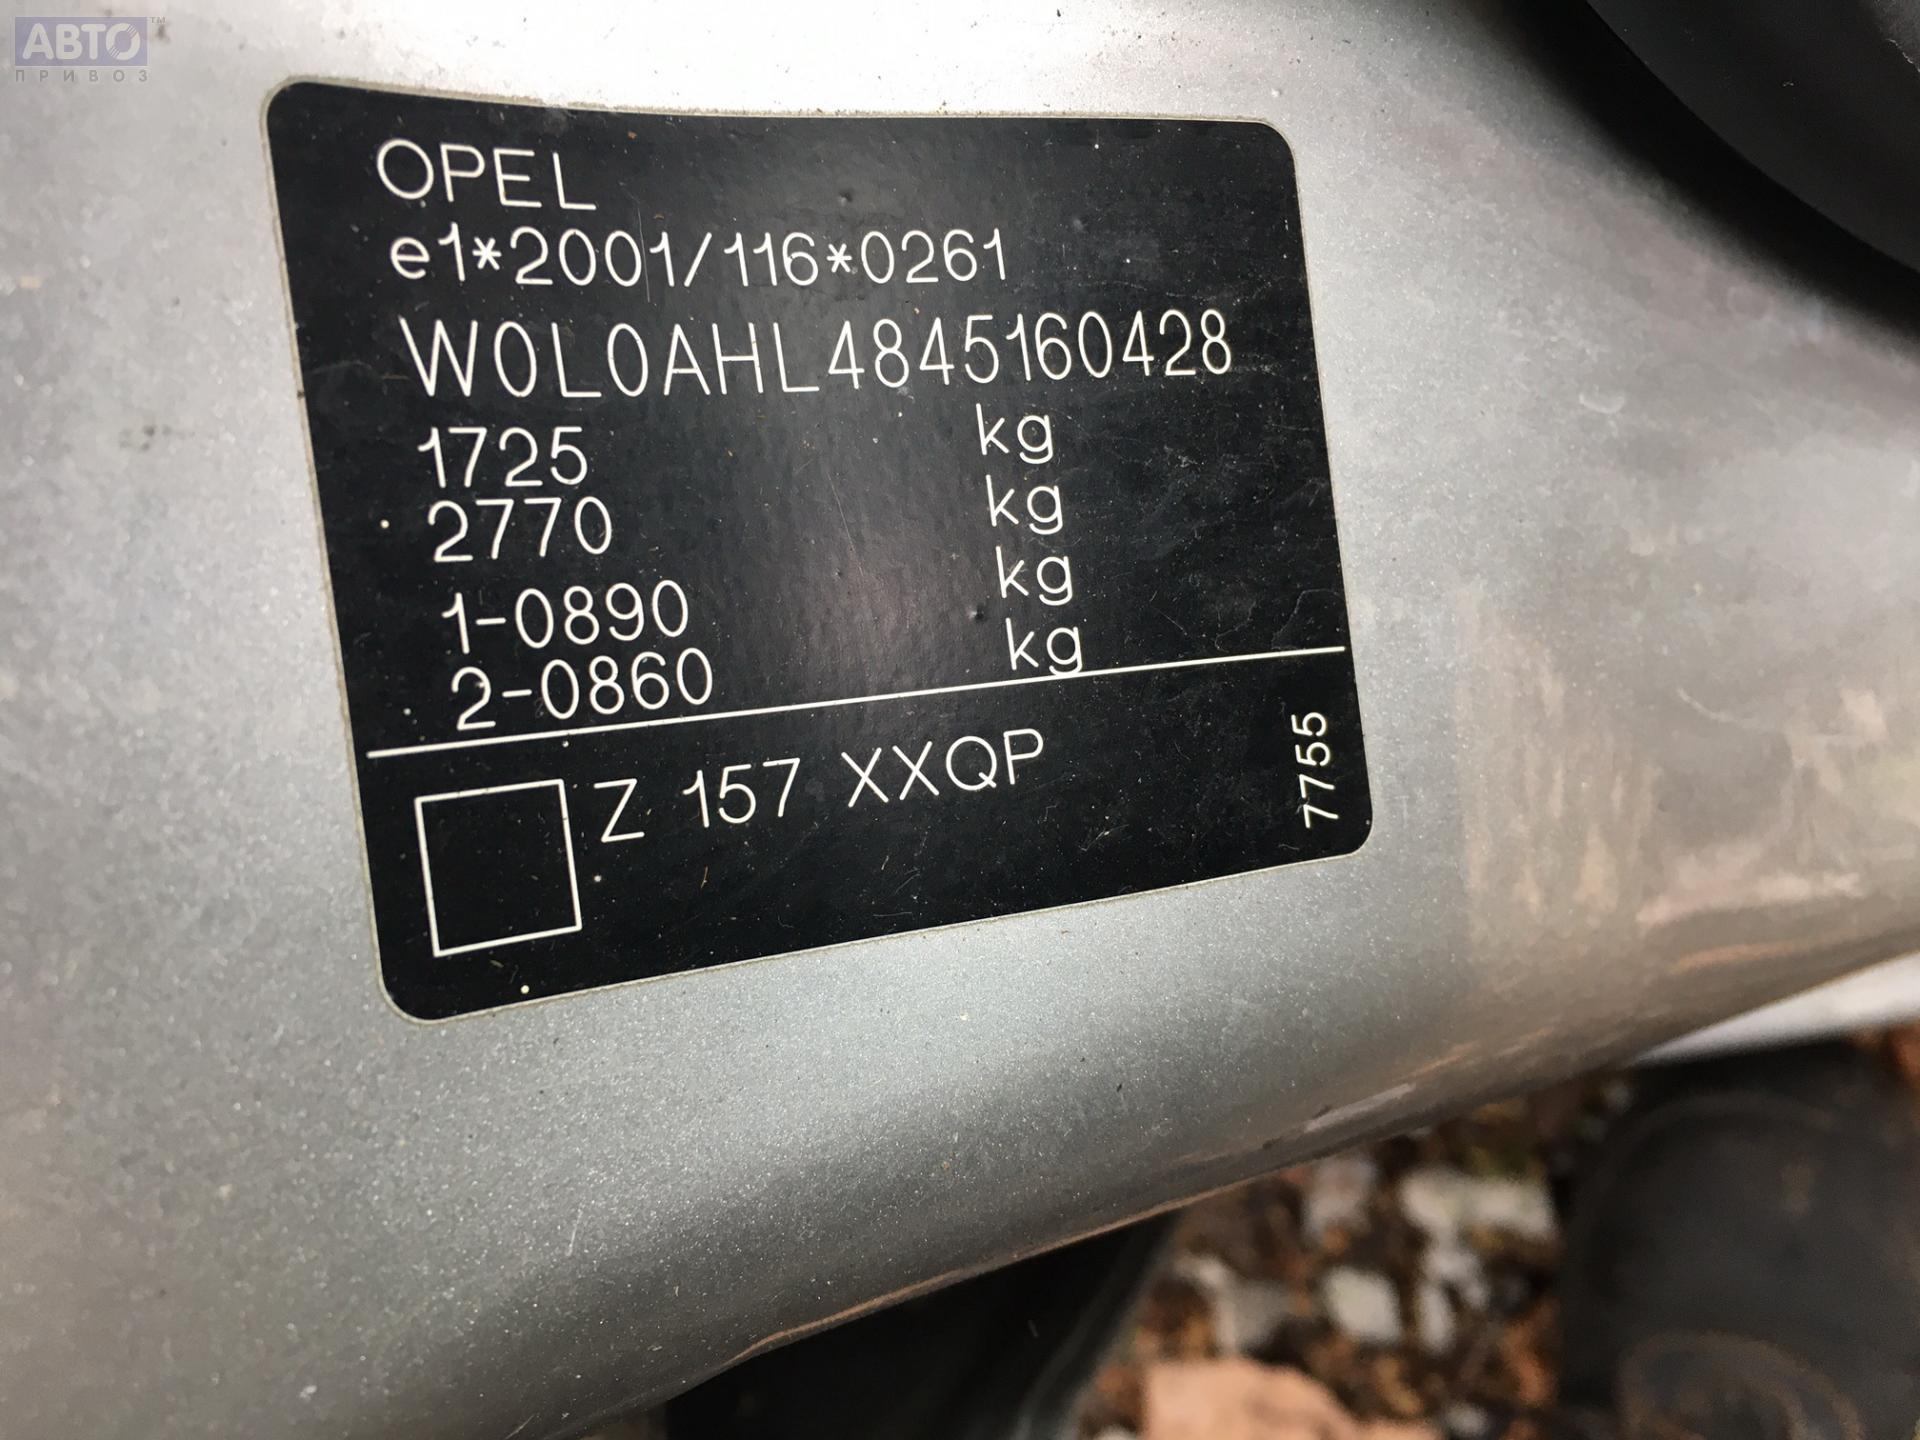 АВТО™
ПРИВОЗ
OPEL
e1*2001/116*0261
W0L0AHL4845160428
1725 kg
2770 kg
1-0890 kg
2-0860 kg
Z 157 XXQP
7755